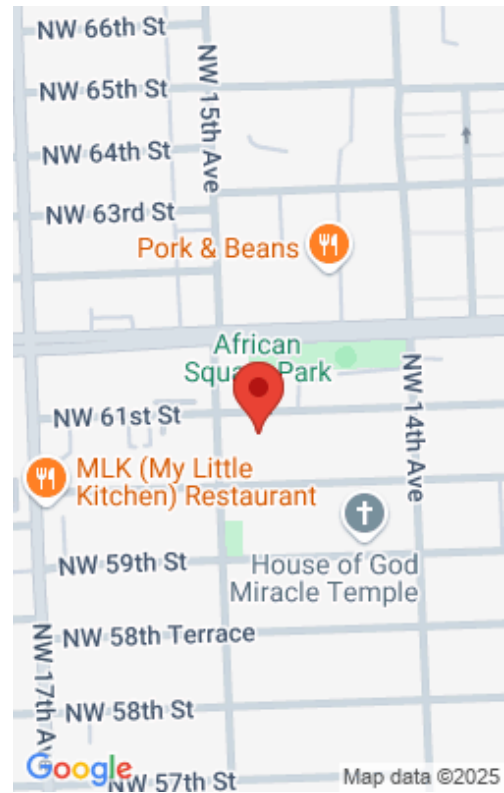 NW 66th St
NW 65th St
NW 15th Ave
NW 64th St
NW 63rd St
Pork & Beans
African
Square Park
NW 14th Ave
NW 61st St
MLK (My Little
Kitchen) Restaurant
NW 59th St
House of God
Miracle Temple
NW 58th Terrace
NW 17th Ave
NW 58th St
Google
NW 57th St
Map data ©2025